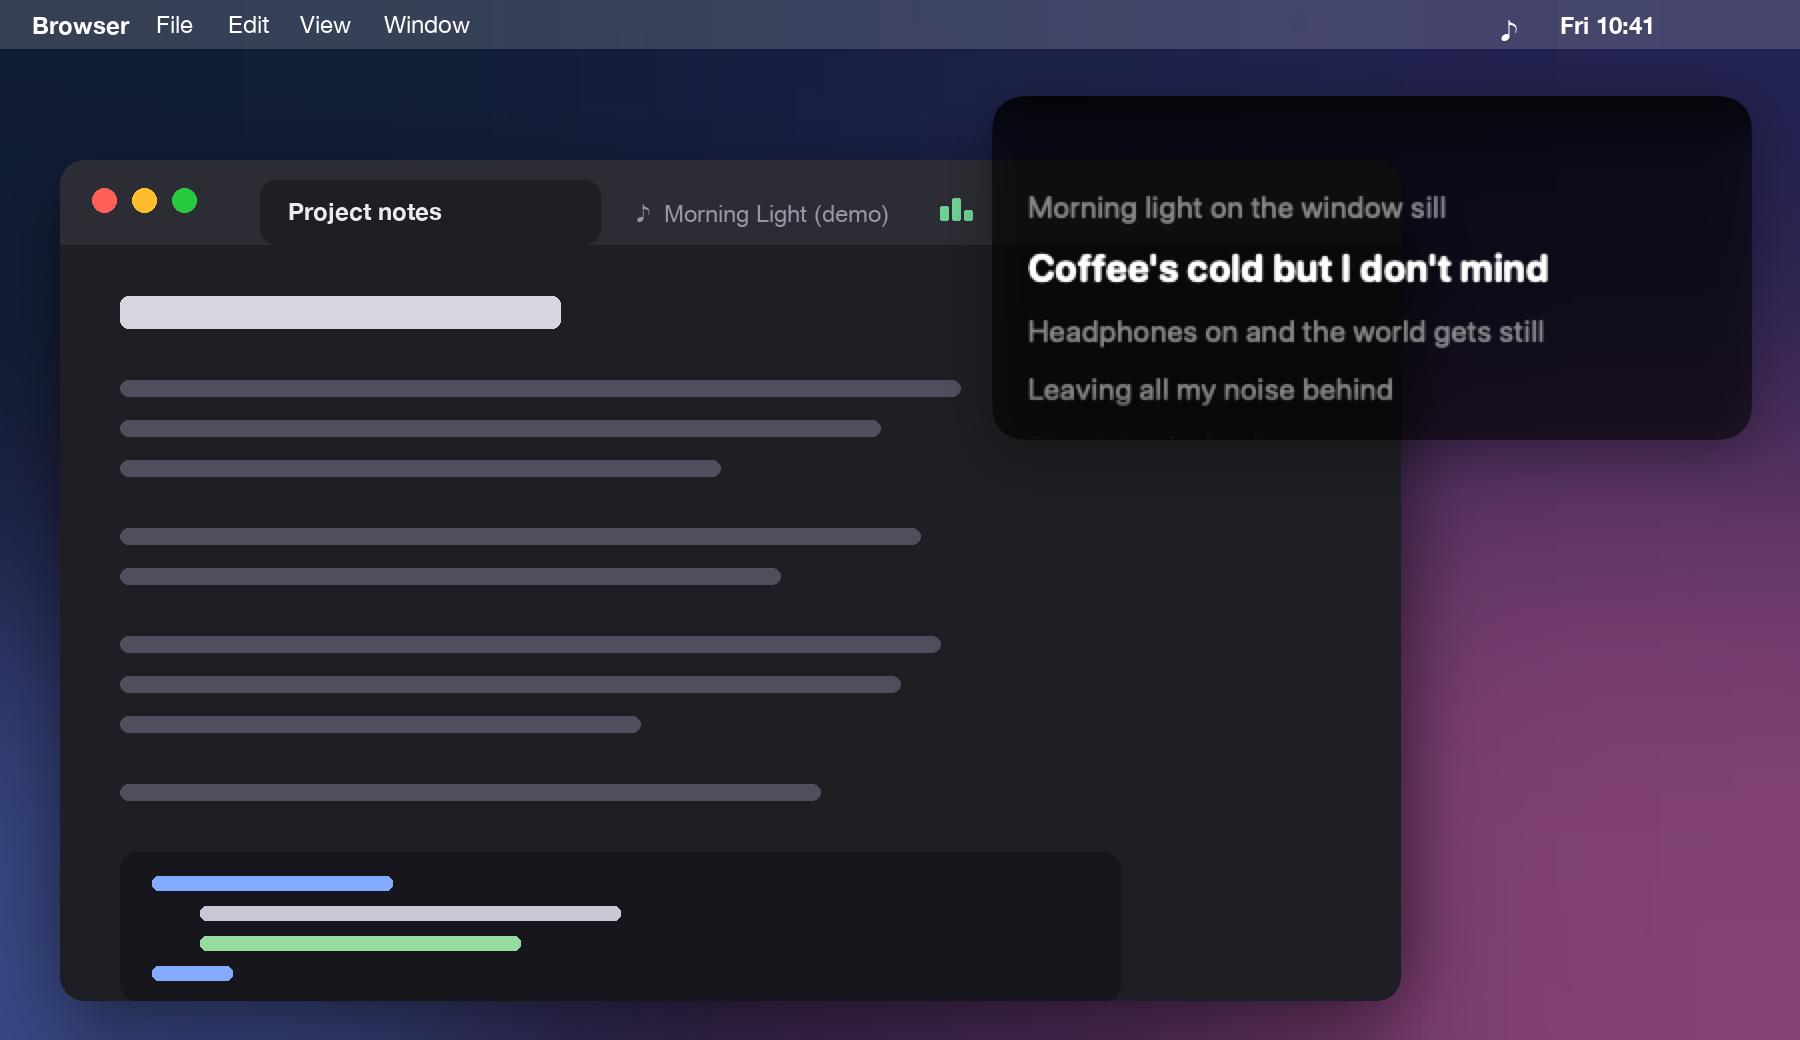 Browser File Edit View Window ♪ Fri 10:41
Project notes ♪ Morning Light (demo)
Morning light on the window sill
Coffee's cold but I don't mind
Headphones on and the world gets still
Leaving all my noise behind